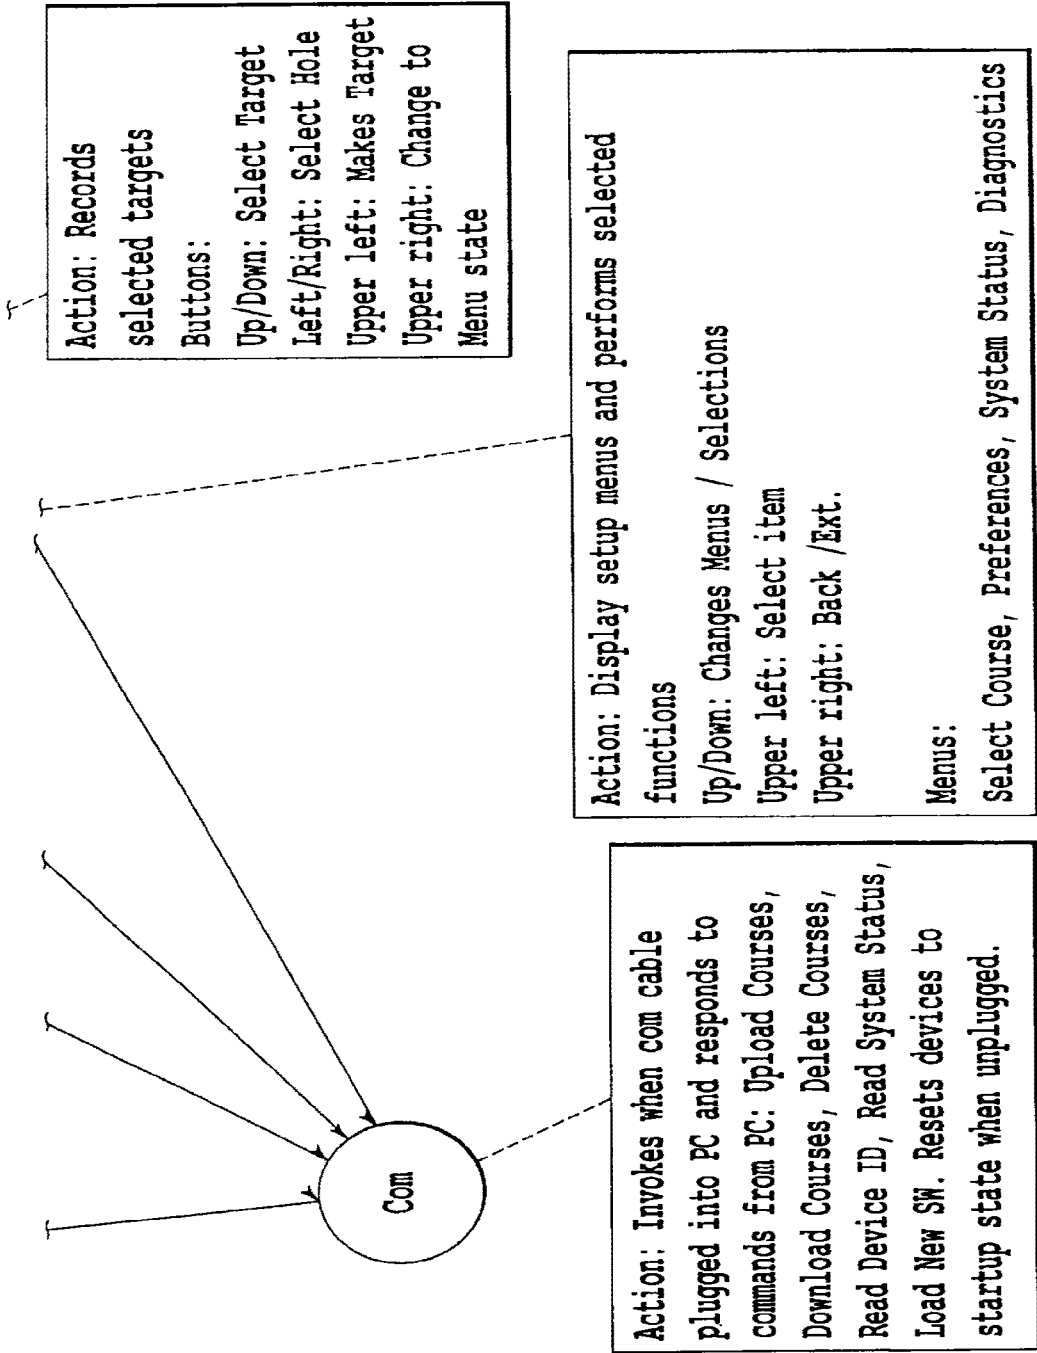 Com
Action: Invokes when com cable
plugged into PC and responds to
commands from PC: Upload Courses,
Download Courses, Delete Courses,
Read Device ID, Read System Status,
Load New SW. Resets devices to
startup state when unplugged.
Action: Display setup menus and performs selected
functions
Up/Down: Changes Menus / Selections
Upper left: Select item
Upper right: Back /Ext.
Menus:
Select Course, Preferences, System Status, Diagnostics
Action: Records
selected targets
Buttons:
Up/Down: Select Target
Left/Right: Select Hole
Upper left: Makes Target
Upper right: Change to
Menu state